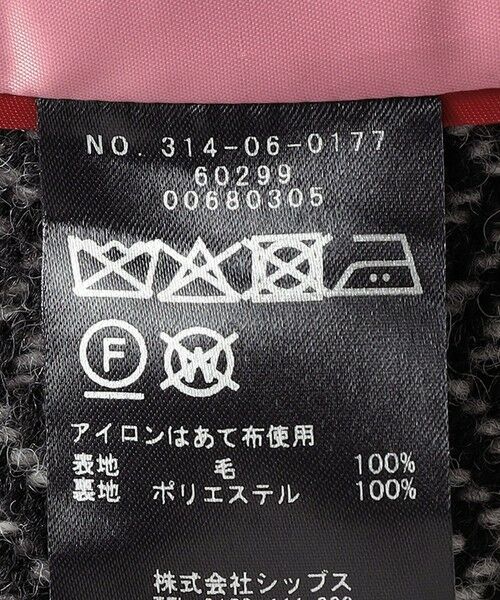 NO. 314-06-0177
60299
00680305
F
W
アイロンはあて布使用
表地 毛 100%
裏地 ポリエステル 100%
株式会社シップス